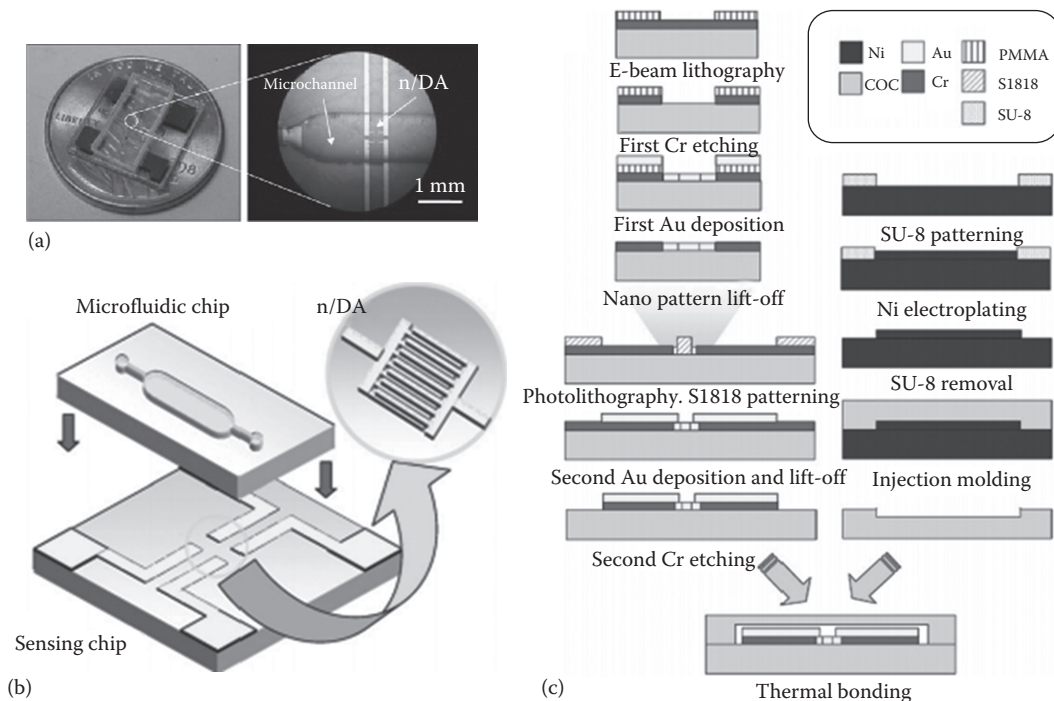 Microchannel
n/DA
1 mm
(a)
Microfluidic chip
n/DA
Sensing chip
(b)
E-beam lithography
First Cr etching
First Au deposition
Nano pattern lift-off
Photolithography. S1818 patterning
Second Au deposition and lift-off
Second Cr etching
Ni
Au
PMMA
COC
Cr
S1818
SU-8
SU-8 patterning
Ni electroplating
SU-8 removal
Injection molding
Thermal bonding
(c)